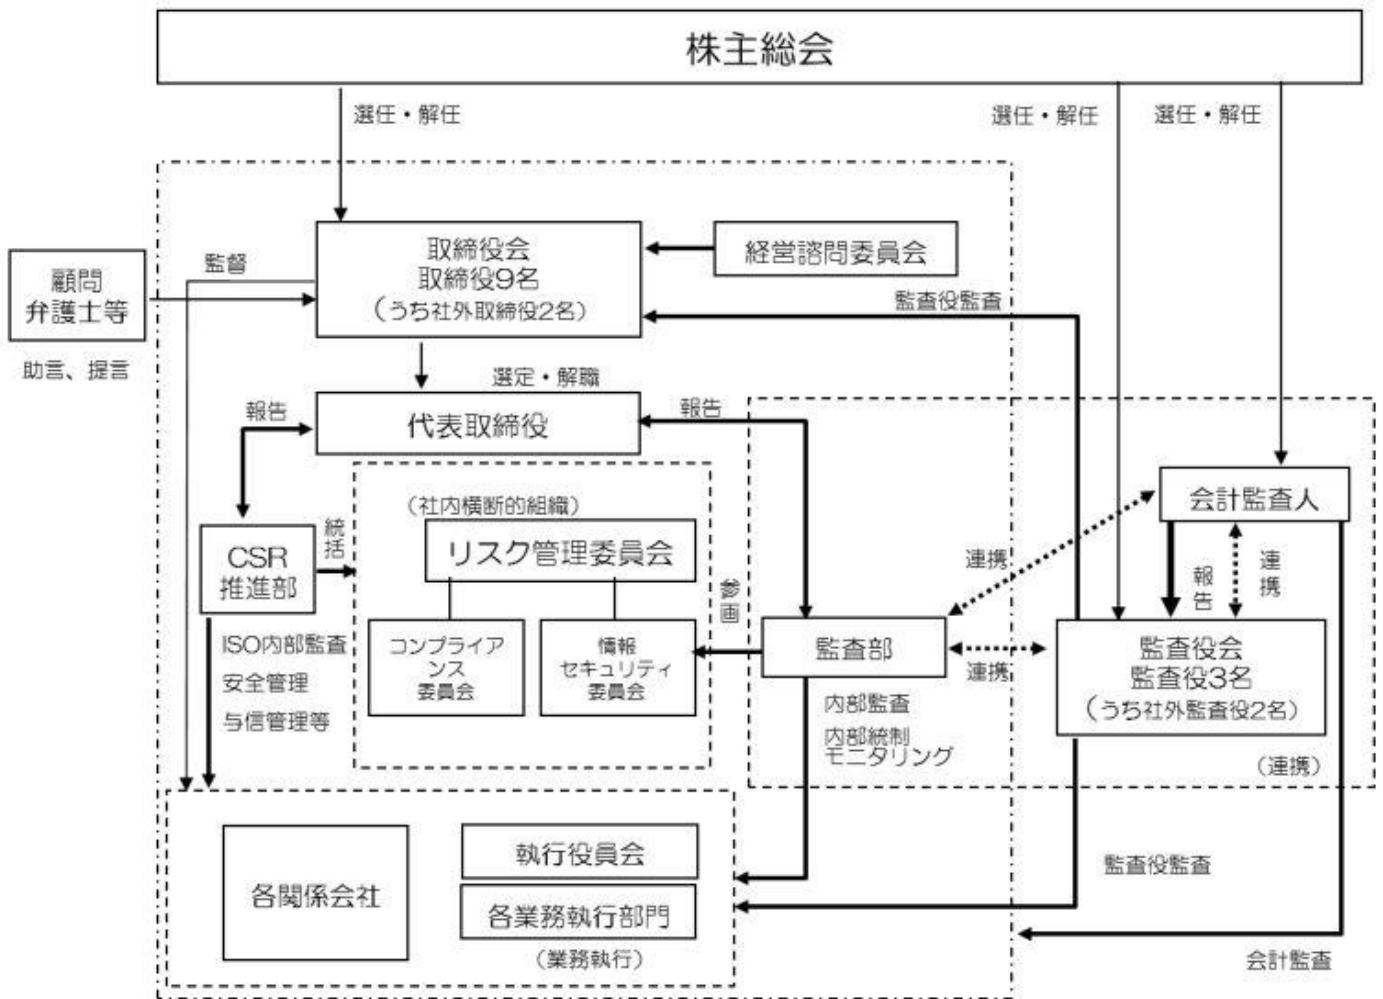 株主総会
選任・解任
選任・解任
選任・解任
取締役会
取締役9名
（うち社外取締役2名）
経営諮問委員会
顧問
弁護士等
助言、提言
監督
監査役監査
選定・解職
代表取締役
報告
報告
（社内横断的組織）
リスク管理委員会
統括
CSR
推進部
会計監査人
連携
報告
連携
参画
コンプライア
ンス
委員会
情報
セキュリティ
委員会
監査部
連携
監査役会
監査役3名
（うち社外監査役2名）
ISO内部監査
安全管理
与信管理等
内部監査
内部統制
モニタリング
（連携）
各関係会社
執行役員会
各業務執行部門
（業務執行）
監査役監査
会計監査